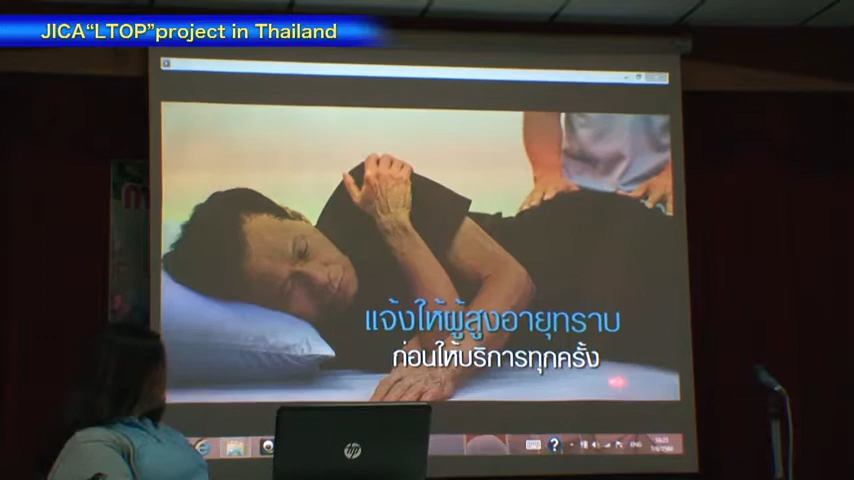 JICA“LTOP”project in Thailand
แจ้งให้ผู้สูงอายุทราบ
ก่อนให้บริการทุกครั้ง
hp
ENG